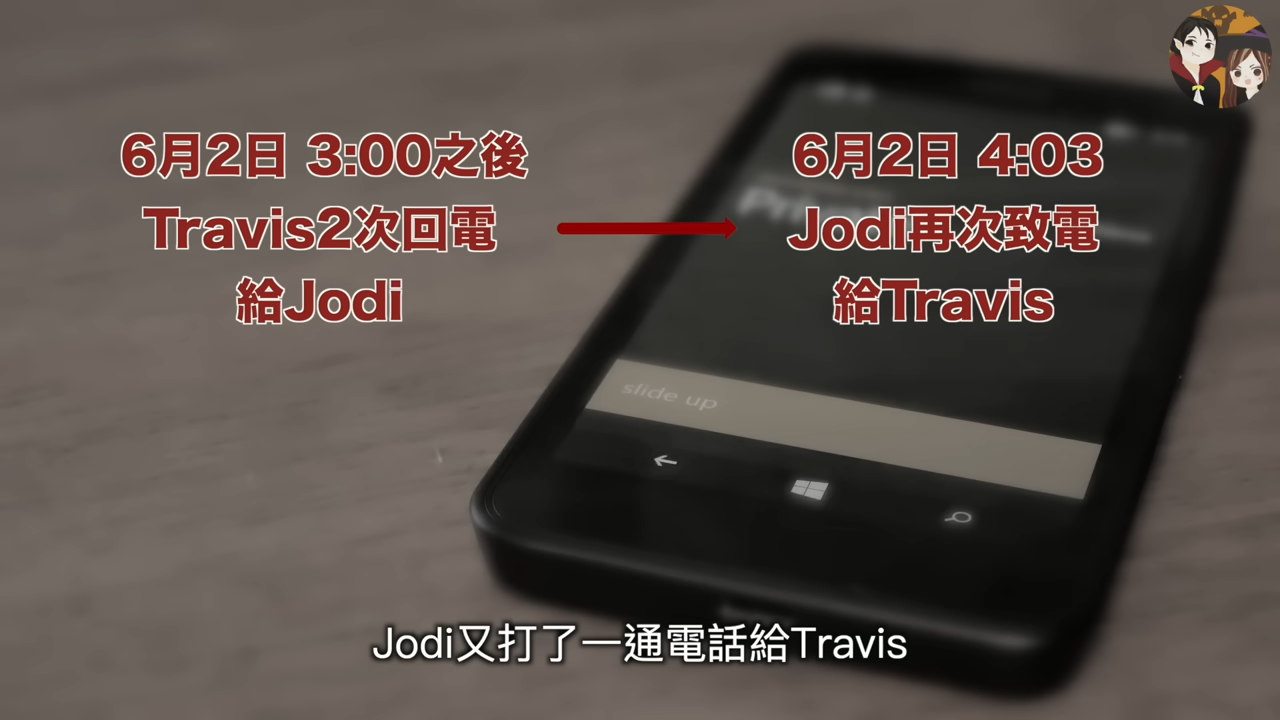 6月2日 3:00之後
Travis2次回電
給Jodi
6月2日 4:03
Jodi再次致電
給Travis
slide up
Jodi又打了一通電話給Travis